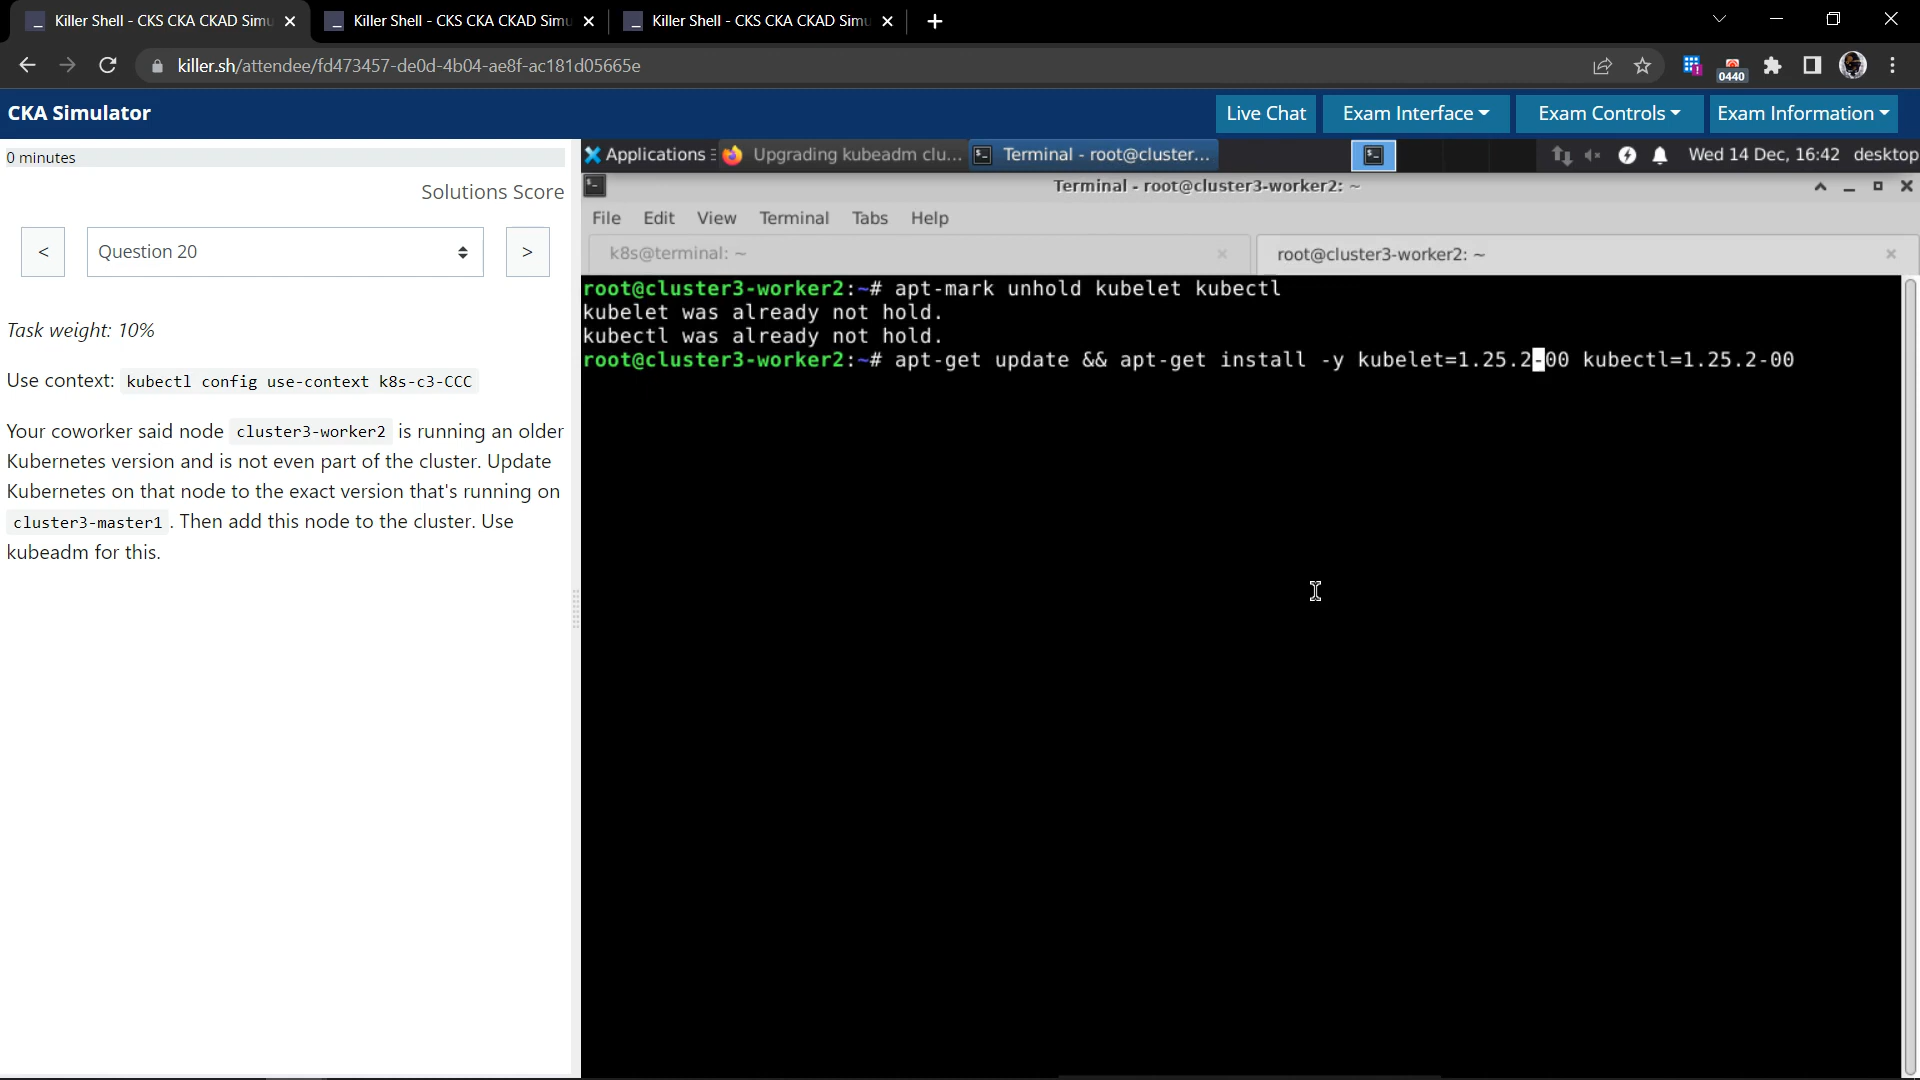 Killer Shell - CKS CKA CKAD Simu
Killer Shell - CKS CKA CKAD Simu
Killer Shell - CKS CKA CKAD Simu
killer.sh/attendee/fd473457-de0d-4b04-ae8f-ac181d05665e
0440
CKA Simulator
Live Chat
Exam Interface
Exam Controls
Exam Information
0 minutes
Applications
Upgrading kubeadm clu...
Terminal - root@cluster...
Wed 14 Dec, 16:42
desktop
Solutions Score
Terminal - root@cluster3-worker2: ~
File Edit View Terminal Tabs Help
< Question 20 >
k8s@terminal: ~
root@cluster3-worker2: ~
Task weight: 10%
Use context: kubectl config use-context k8s-c3-CCC
Your coworker said node cluster3-worker2 is running an older
Kubernetes version and is not even part of the cluster. Update
Kubernetes on that node to the exact version that's running on
cluster3-master1 . Then add this node to the cluster. Use
kubeadm for this.
root@cluster3-worker2:~# apt-mark unhold kubelet kubectl
kubelet was already not hold.
kubectl was already not hold.
root@cluster3-worker2:~# apt-get update && apt-get install -y kubelet=1.25.2-00 kubectl=1.25.2-00